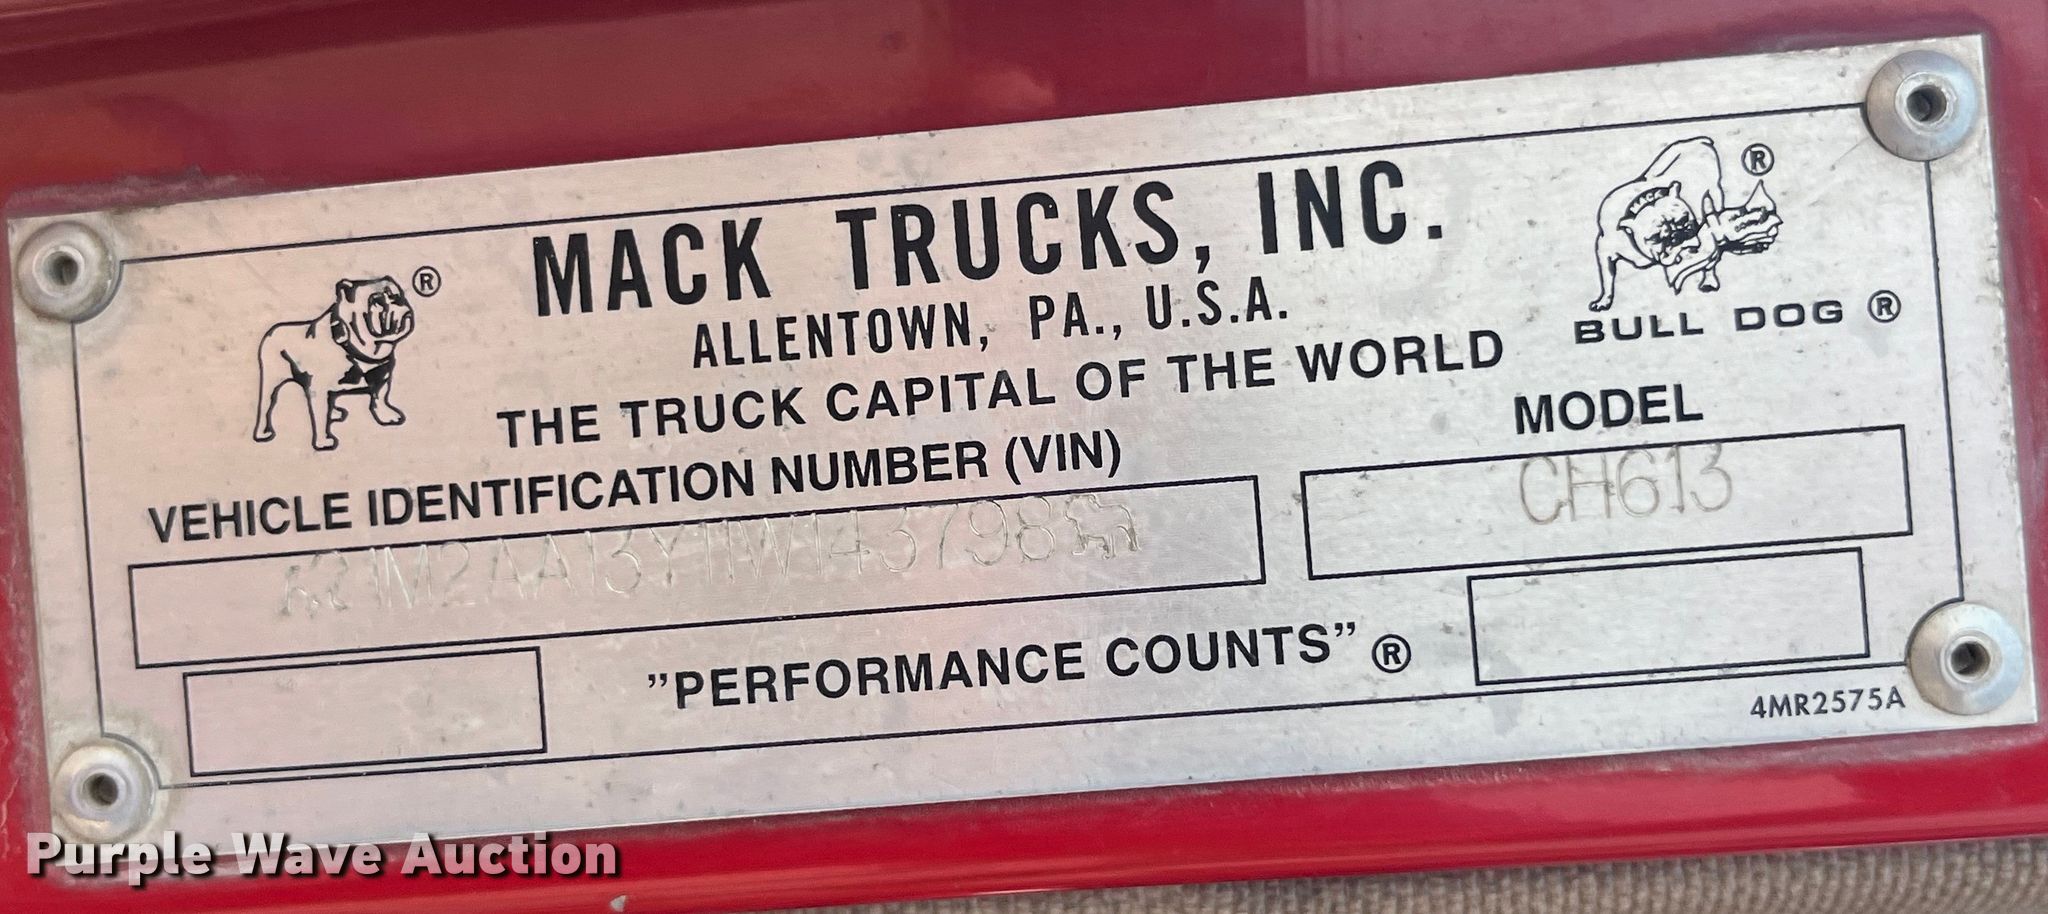 MACK TRUCKS, INC.
ALLENTOWN, PA., U.S.A.
THE TRUCK CAPITAL OF THE WORLD
BULL DOG ®
VEHICLE IDENTIFICATION NUMBER (VIN)
1M2AA13Y11W143798
MODEL
CH613
"PERFORMANCE COUNTS" ®
4MR2575A
Purple Wave Auction